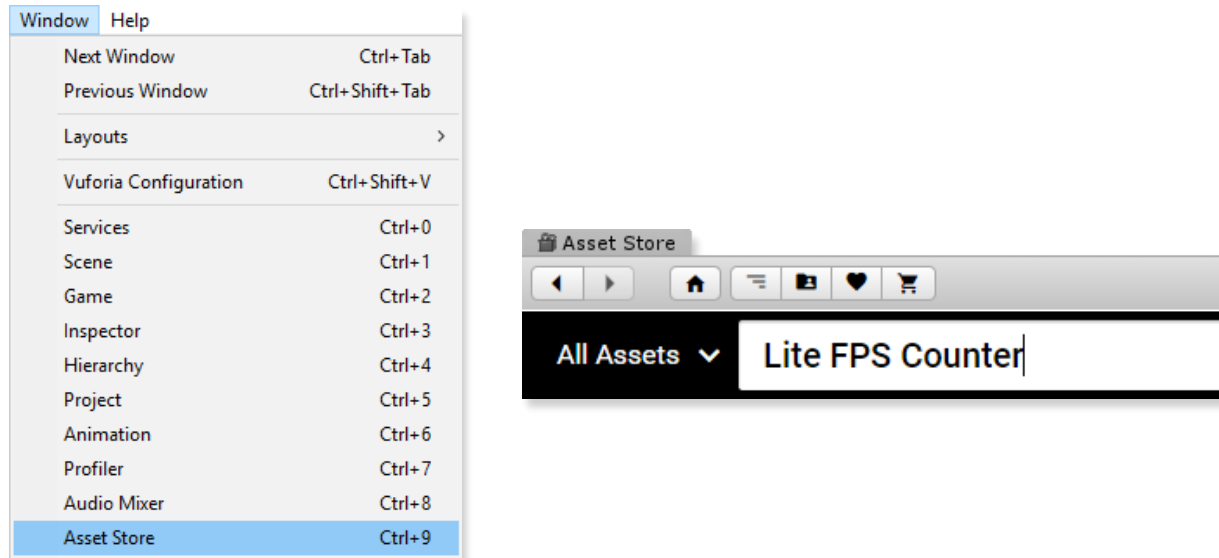 Window Help
Next Window Ctrl+Tab
Previous Window Ctrl+Shift+Tab
Layouts >
Vuforia Configuration Ctrl+Shift+V
Services Ctrl+0
Scene Ctrl+1
Game Ctrl+2
Inspector Ctrl+3
Hierarchy Ctrl+4
Project Ctrl+5
Animation Ctrl+6
Profiler Ctrl+7
Audio Mixer Ctrl+8
Asset Store Ctrl+9
Asset Store
All Assets Lite FPS Counter